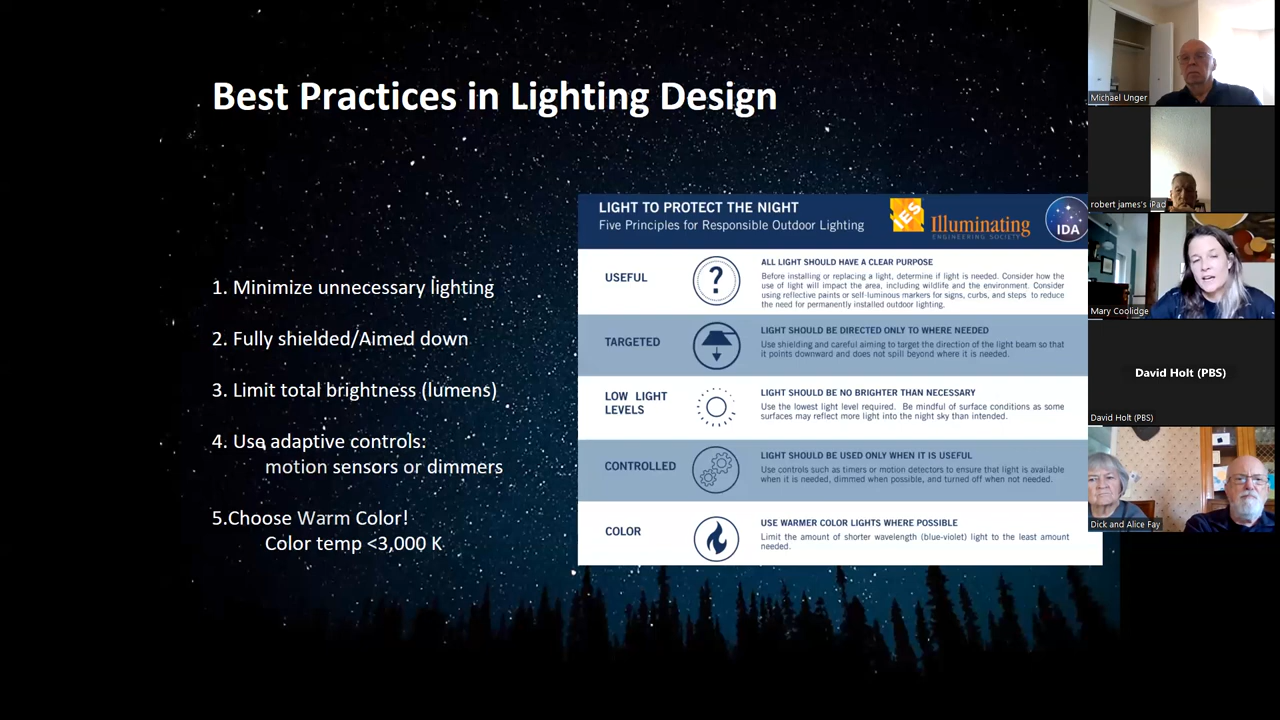 Best Practices in Lighting Design
1. Minimize unnecessary lighting
2. Fully shielded/Aimed down
3. Limit total brightness (lumens)
4. Use adaptive controls:
motion sensors or dimmers
5.Choose Warm Color!
Color temp <3,000 K
LIGHT TO PROTECT THE NIGHT
Five Principles for Responsible Outdoor Lighting
IES
Illuminating
ENGINEERING SOCIETY
IDA
USEFUL
?
ALL LIGHT SHOULD HAVE A CLEAR PURPOSE
Before installing or replacing a light, determine if light is needed. Consider how the
use of light will impact the area, including wildlife and the environment. Consider
using reflective paints or self-luminous markers for signs, curbs, and steps to reduce
the need for permanently installed outdoor lighting.
TARGETED
LIGHT SHOULD BE DIRECTED ONLY TO WHERE NEEDED
Use shielding and careful aiming to target the direction of the light beam so that
it points downward and does not spill beyond where it is needed.
LOW LIGHT
LEVELS
LIGHT SHOULD BE NO BRIGHTER THAN NECESSARY
Use the lowest light level required. Be mindful of surface conditions as some
surfaces may reflect more light into the night sky than intended.
CONTROLLED
LIGHT SHOULD BE USED ONLY WHEN IT IS USEFUL
Use controls such as timers or motion detectors to ensure that light is available
when it is needed, dimmed when possible, and turned off when not needed.
COLOR
USE WARMER COLOR LIGHTS WHERE POSSIBLE
Limit the amount of shorter wavelength (blue-violet) light to the least amount
needed.
Michael Unger
robert james's iPad
Mary Coolidge
David Holt (PBS)
David Holt (PBS)
Dick and Alice Fay